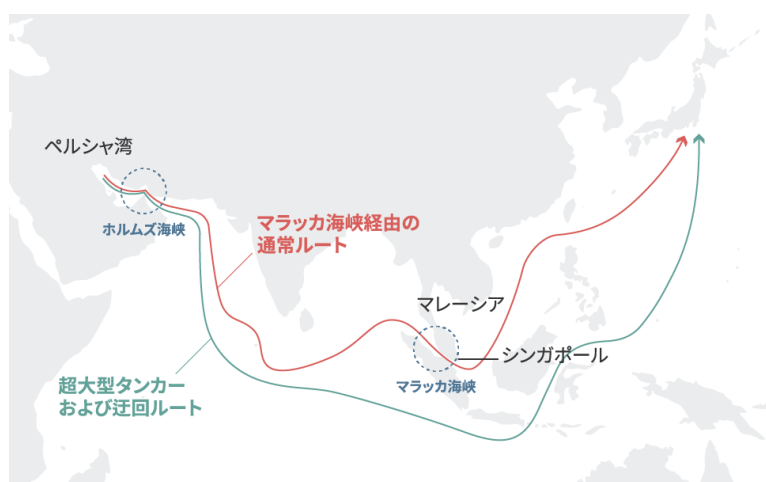 ペルシャ湾
ホルムズ海峡
マラッカ海峡経由の
通常ルート
マレーシア
シンガポール
マラッカ海峡
超大型タンカー
および迂回ルート